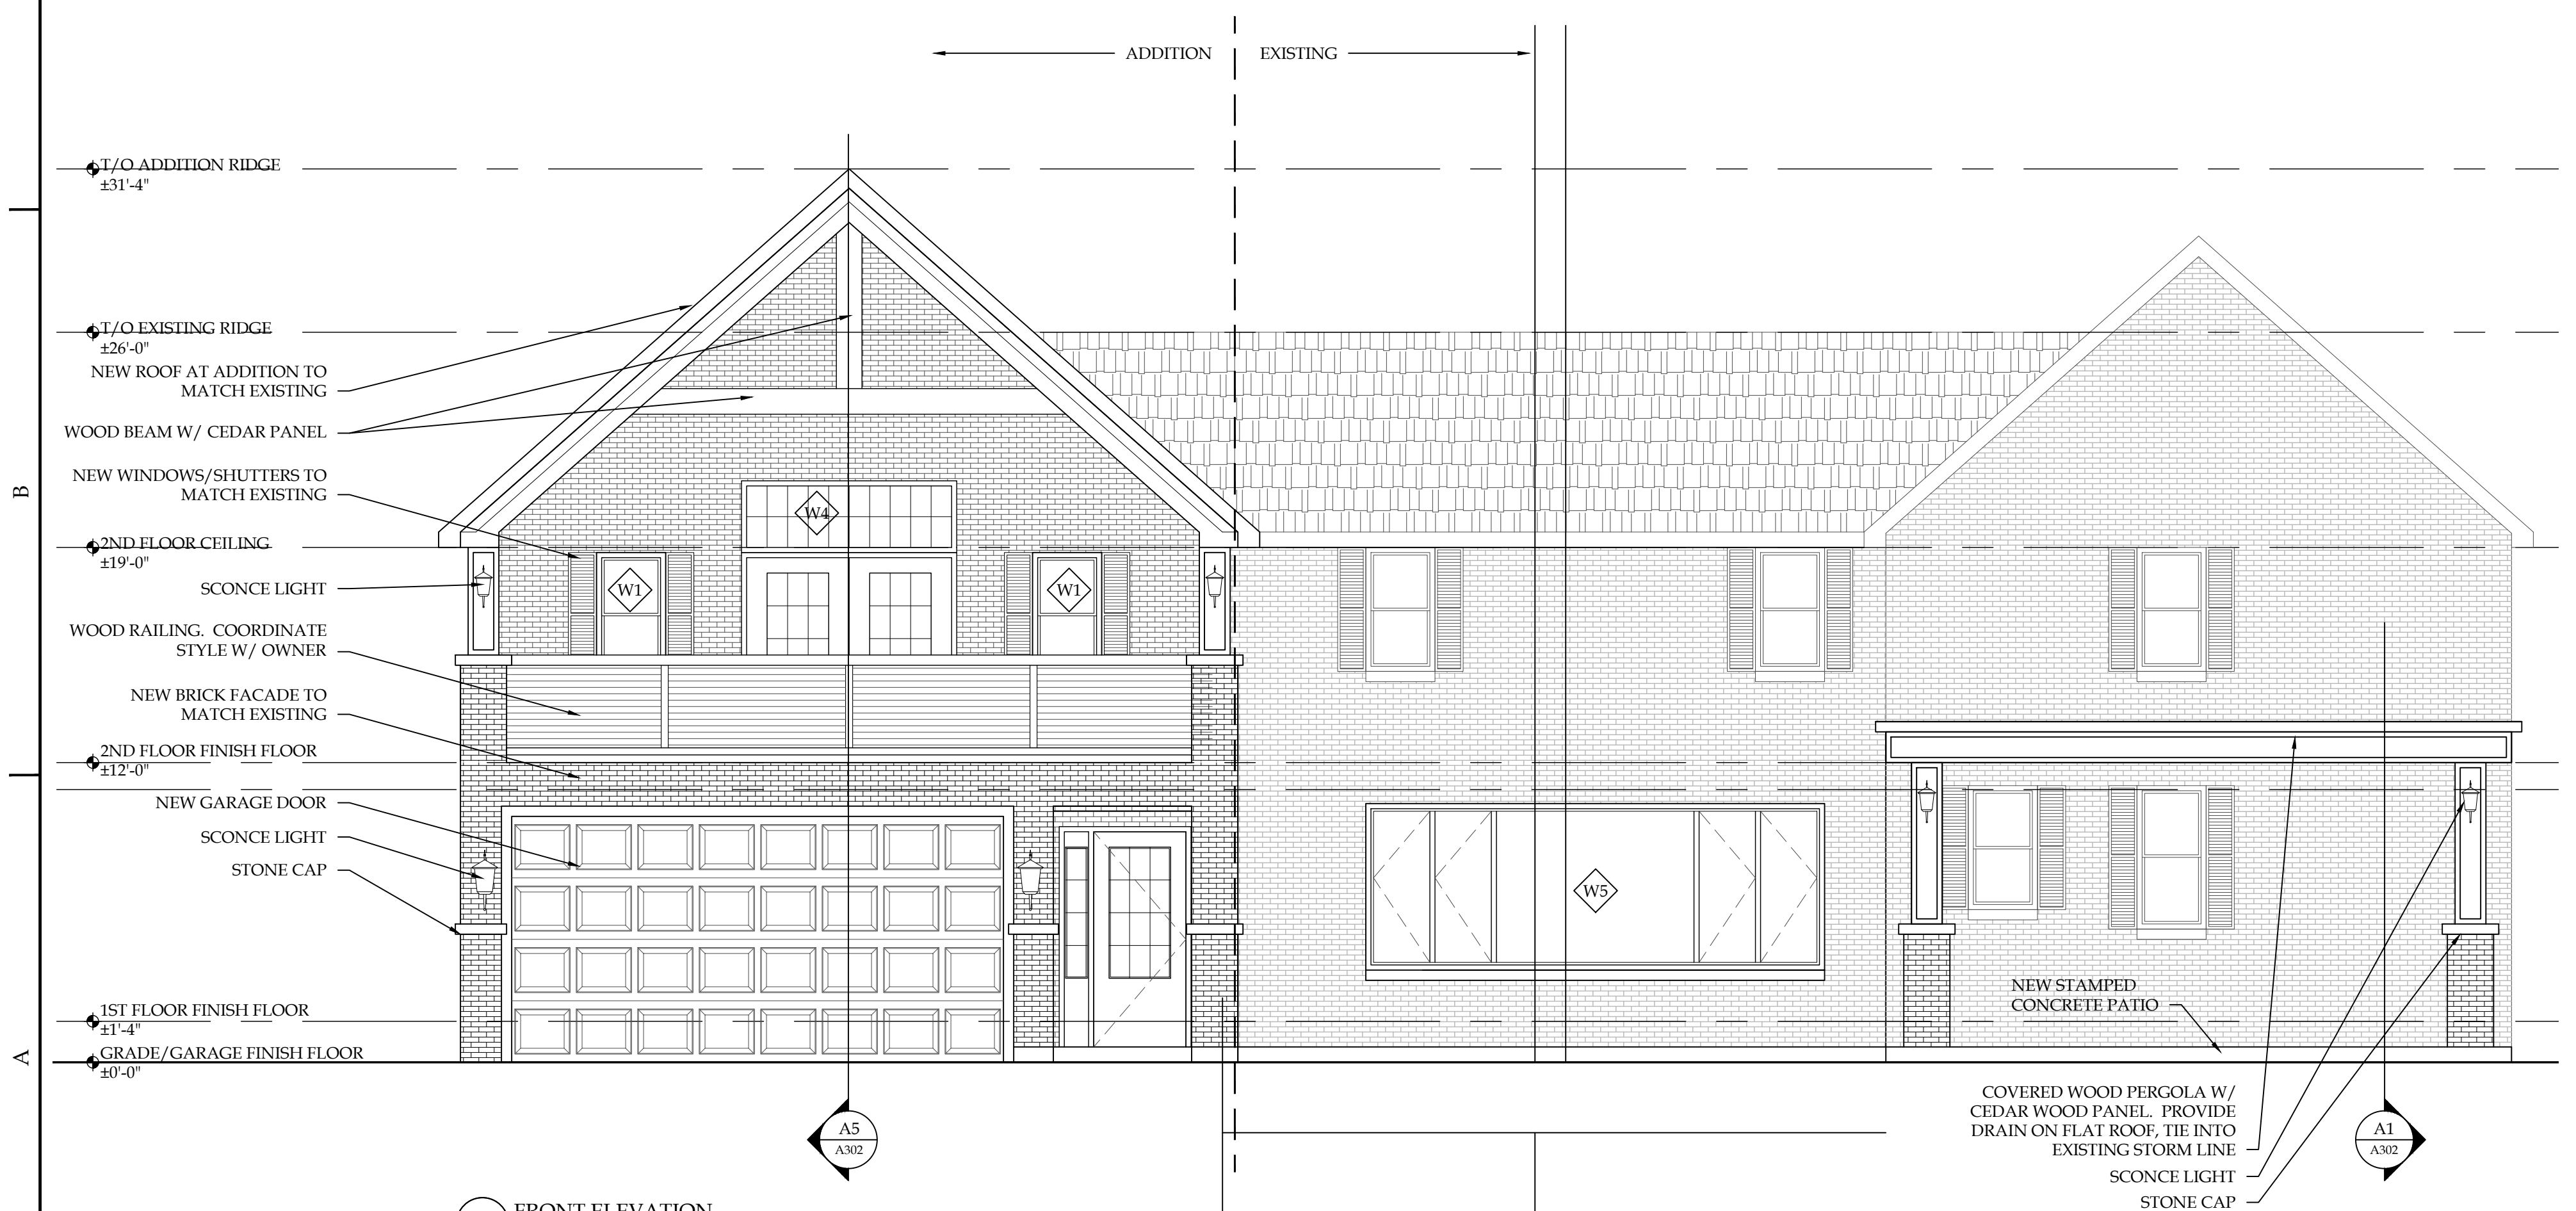 ADDITION EXISTING
T/O ADDITION RIDGE
±31'-4"
T/O EXISTING RIDGE
±26'-0"
NEW ROOF AT ADDITION TO
MATCH EXISTING
WOOD BEAM W/ CEDAR PANEL
NEW WINDOWS/SHUTTERS TO
MATCH EXISTING
2ND FLOOR CEILING
±19'-0"
SCONCE LIGHT
WOOD RAILING. COORDINATE
STYLE W/ OWNER
NEW BRICK FACADE TO
MATCH EXISTING
2ND FLOOR FINISH FLOOR
±12'-0"
NEW GARAGE DOOR
SCONCE LIGHT
STONE CAP
1ST FLOOR FINISH FLOOR
±1'-4"
GRADE/GARAGE FINISH FLOOR
±0'-0"
B
A
W4
W1
W1
W5
NEW STAMPED
CONCRETE PATIO
COVERED WOOD PERGOLA W/
CEDAR WOOD PANEL. PROVIDE
DRAIN ON FLAT ROOF, TIE INTO
EXISTING STORM LINE
SCONCE LIGHT
STONE CAP
A5
A302
A1
A302
FRONT ELEVATION